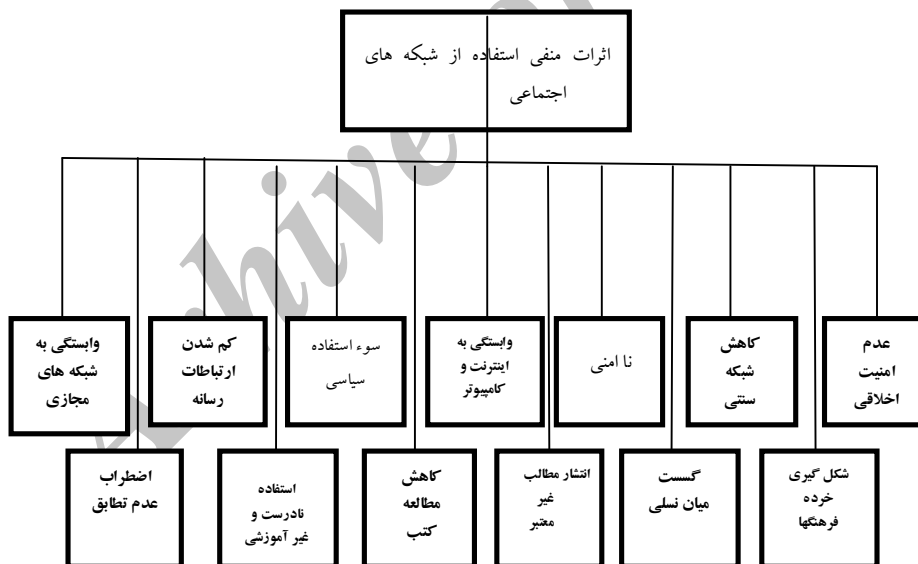 اثرات منفی استفاده از شبکه های
اجتماعی
عدم
امنیت
اخلاقی
کاهش
شبکه
سنتی
نا امنی
وابستگی به
اینترنت و
کامپیوتر
سوء استفاده
سیاسی
کم شدن
ارتباطات
رسانه
وابستگی به
شبکه های
مجازی
شکل گیری
خرده
فرهنگها
گسست
میان نسلی
انتشار مطالب
غیر
معتبر
کاهش
مطالعه
کتب
استفاده
نادرست و
غیر آموزشی
اضطراب
عدم تطابق
Archive